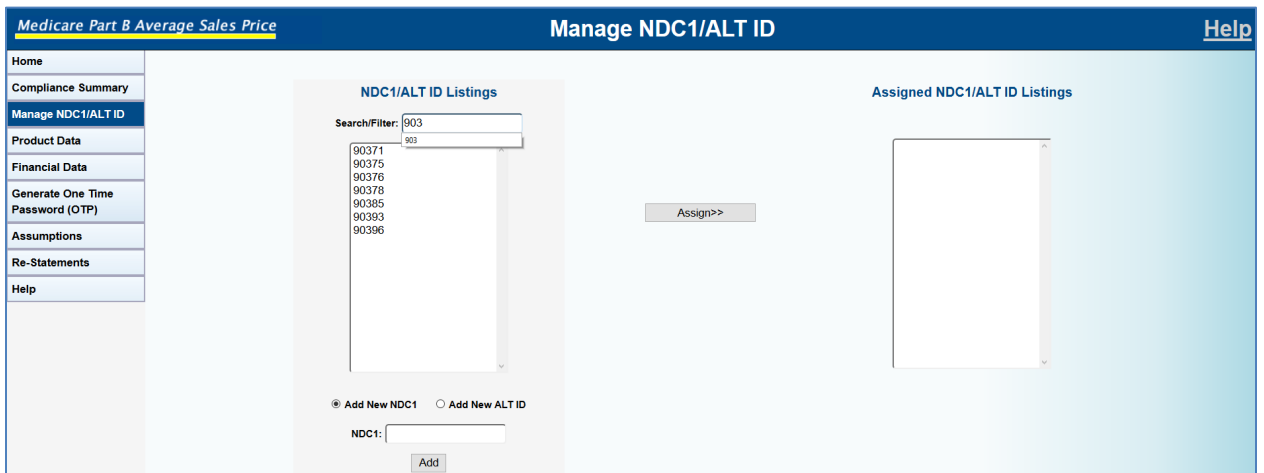 Medicare Part B Average Sales Price
Manage NDC1/ALT ID
Help
Home
Compliance Summary
Manage NDC1/ALT ID
Product Data
Financial Data
Generate One Time
Password (OTP)
Assumptions
Re-Statements
Help
NDC1/ALT ID Listings
Search/Filter: 903
903
90371
90375
90376
90378
90385
90393
90396
Add New NDC1 Add New ALT ID
NDC1:
Add
Assign>>
Assigned NDC1/ALT ID Listings